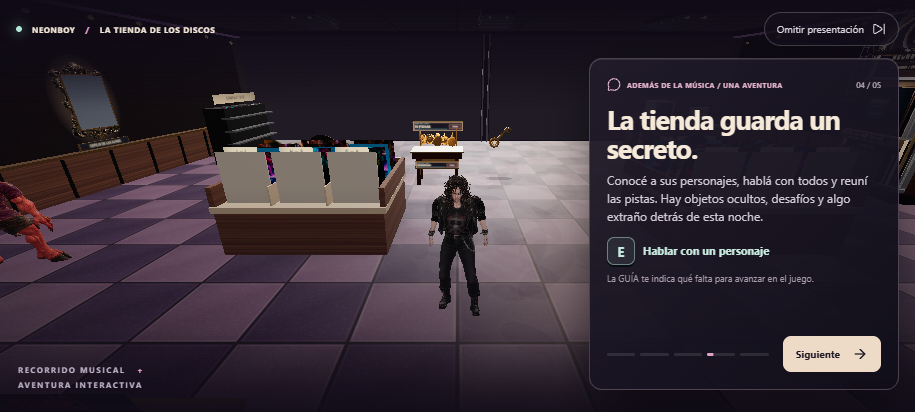 NEONBOY / LA TIENDA DE LOS DISCOS
Omitir presentación
ADEMÁS DE LA MÚSICA / UNA AVENTURA
04 / 05
La tienda guarda un
secreto.
Conocé a sus personajes, hablá con todos y reuní
las pistas. Hay objetos ocultos, desafíos y algo
extraño detrás de esta noche.
E
Hablar con un personaje
La GUÍA te indica qué falta para avanzar en el juego.
Siguiente
RECORRIDO MUSICAL +
AVENTURA INTERACTIVA